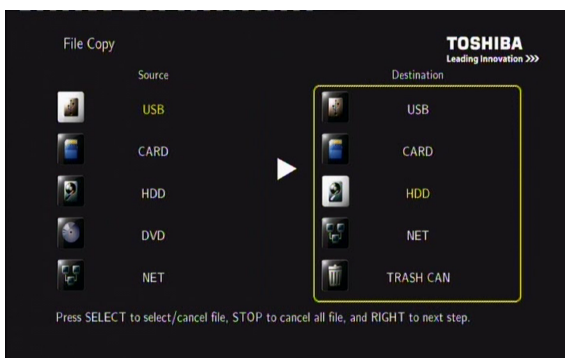 File Copy
TOSHIBA
Leading Innovation >>>
Source
Destination
USB
USB
CARD
CARD
HDD
HDD
DVD
NET
NET
TRASH CAN
Press SELECT to select/cancel file, STOP to cancel all file, and RIGHT to next step.